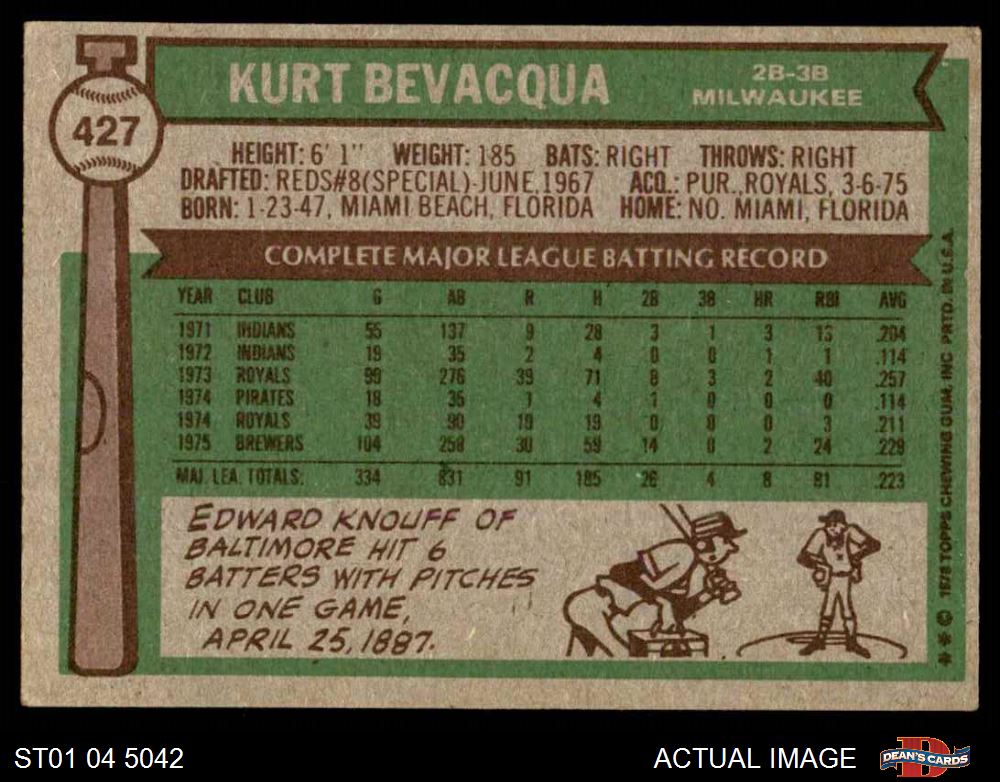 427
KURT BEVACQUA
2B-3B
MILWAUKEE
HEIGHT: 6' 1" WEIGHT: 185 BATS: RIGHT THROWS: RIGHT
DRAFTED: REDS#8(SPECIAL)-JUNE,1967 ACQ.: PUR.,ROYALS, 3-6-75
BORN: 1-23-47, MIAMI BEACH, FLORIDA HOME: NO. MIAMI, FLORIDA
COMPLETE MAJOR LEAGUE BATTING RECORD
YEAR CLUB G AB R H 2B 3B HR RBI AVG
1971 INDIANS 55 137 9 28 3 1 3 13 .204
1972 INDIANS 19 35 2 4 0 0 1 1 .114
1973 ROYALS 99 276 39 71 8 3 2 40 .257
1974 PIRATES 18 35 1 4 1 0 0 0 .114
1974 ROYALS 39 90 10 19 0 0 0 3 .211
1975 BREWERS 104 258 30 59 14 0 2 24 .229
MAJ. LEA. TOTALS: 334 831 91 185 26 4 8 81 .223
EDWARD KNOUFF OF
BALTIMORE HIT 6
BATTERS WITH PITCHES
IN ONE GAME,
APRIL 25, 1887.
** © 1976 TOPPS CHEWING GUM, INC. PRTD. IN U.S.A.
ST01 04 5042
ACTUAL IMAGE
D
DEAN'S CARDS